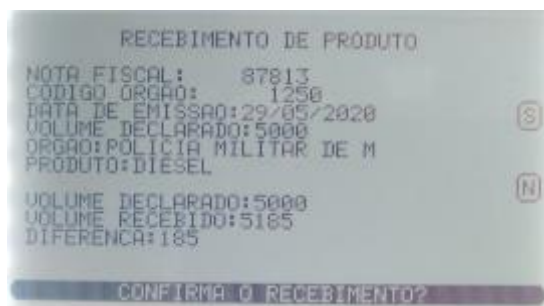 RECEBIMENTO DE PRODUTO
NOTA FISCAL: 87813
CODIGO ORGAO: 1250
DATA DE EMISSAO:29/05/2020
VOLUME DECLARADO:5000
ORGAO:POLICIA MILITAR DE M
PRODUTO:DIESEL
VOLUME DECLARADO:5000
VOLUME RECEBIDO:5185
DIFERENCA:185
S
N
CONFIRMA O RECEBIMENTO?